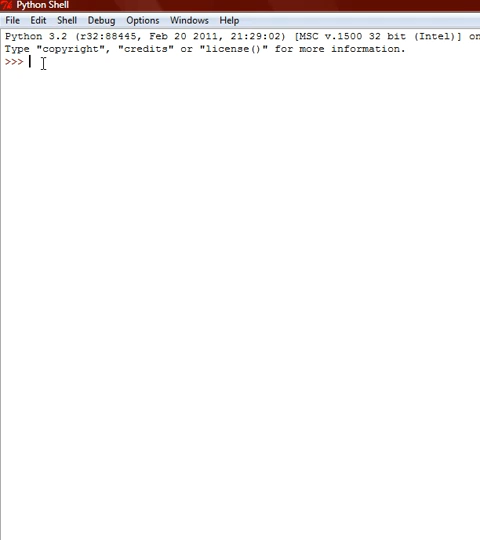 Python Shell
File Edit Shell Debug Options Windows Help
Python 3.2 (r32:88445, Feb 20 2011, 21:29:02) [MSC v.1500 32 bit (Intel)] on
Type "copyright", "credits" or "license()" for more information.
>>>